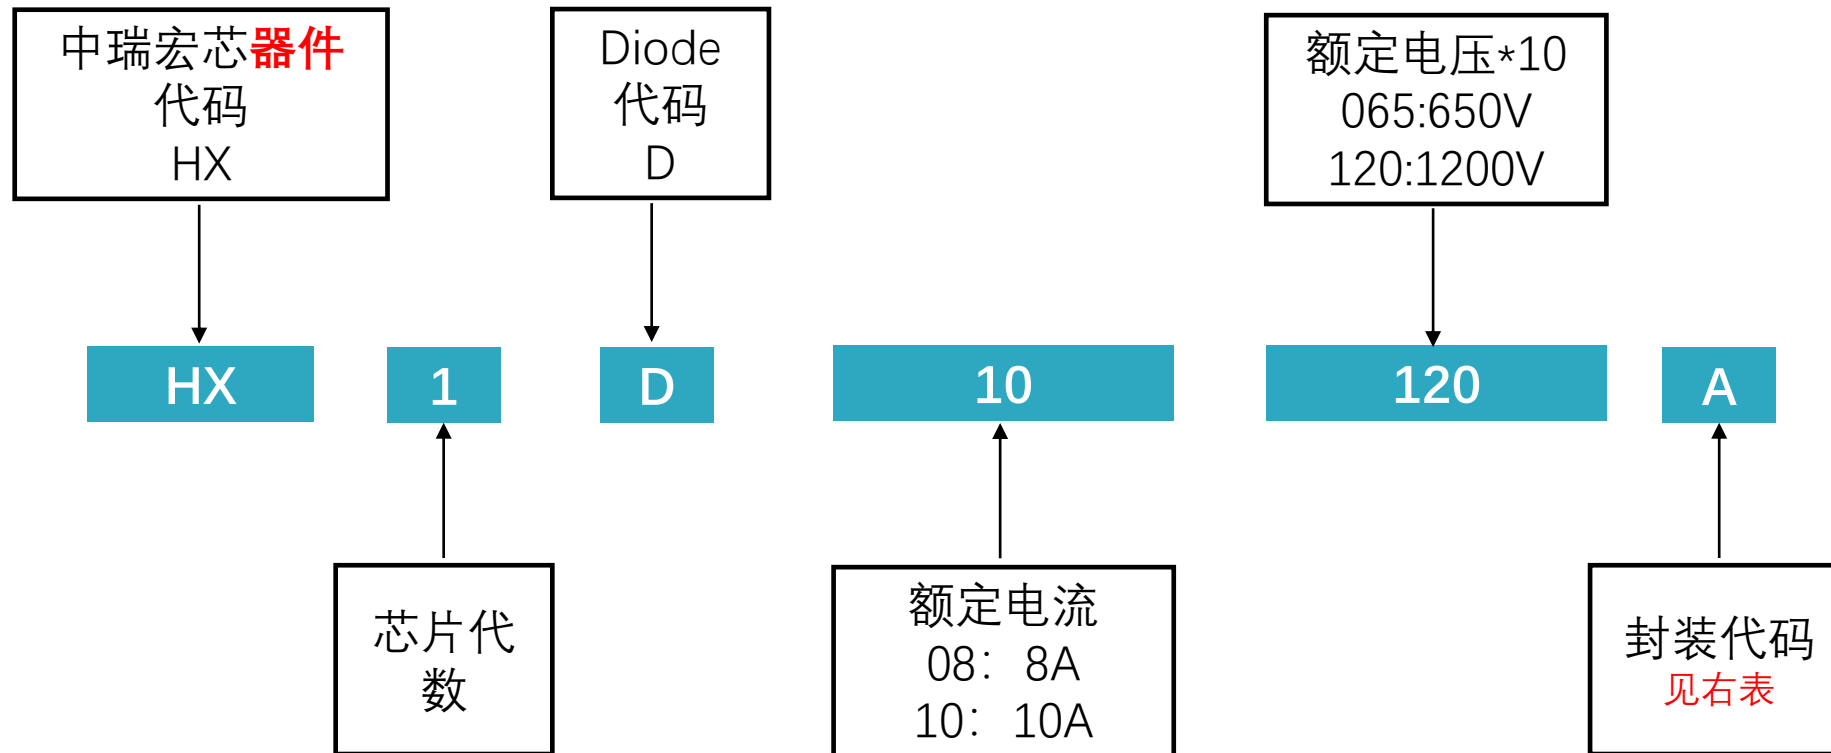 中瑞宏芯器件
代码
HX
Diode
代码
D
额定电压*10
065:650V
120:1200V
HX
1
D
10
120
A
芯片代
数
额定电流
08： 8A
10： 10A
封装代码
见右表